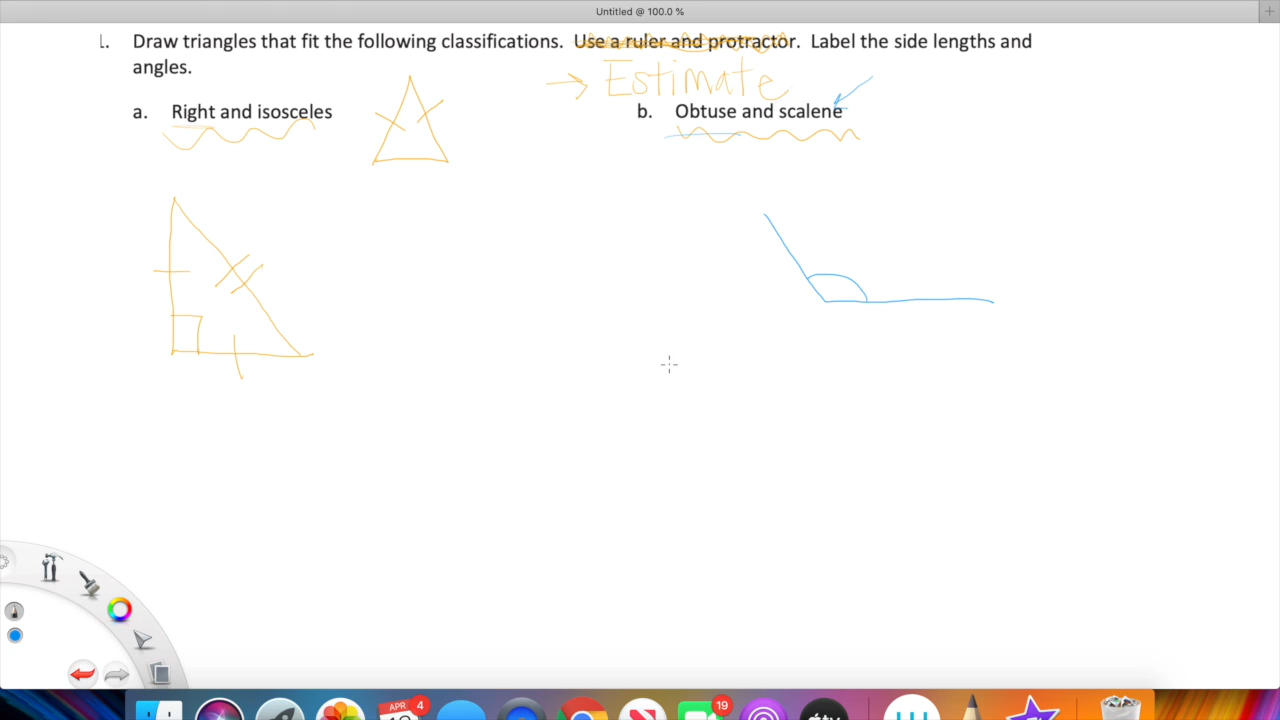 Untitled @ 100.0 %
Draw triangles that fit the following classifications. Use a ruler and protractor. Label the side lengths and
angles.
→ Estimate
a. Right and isosceles
b. Obtuse and scalene
APR 4
19
tv